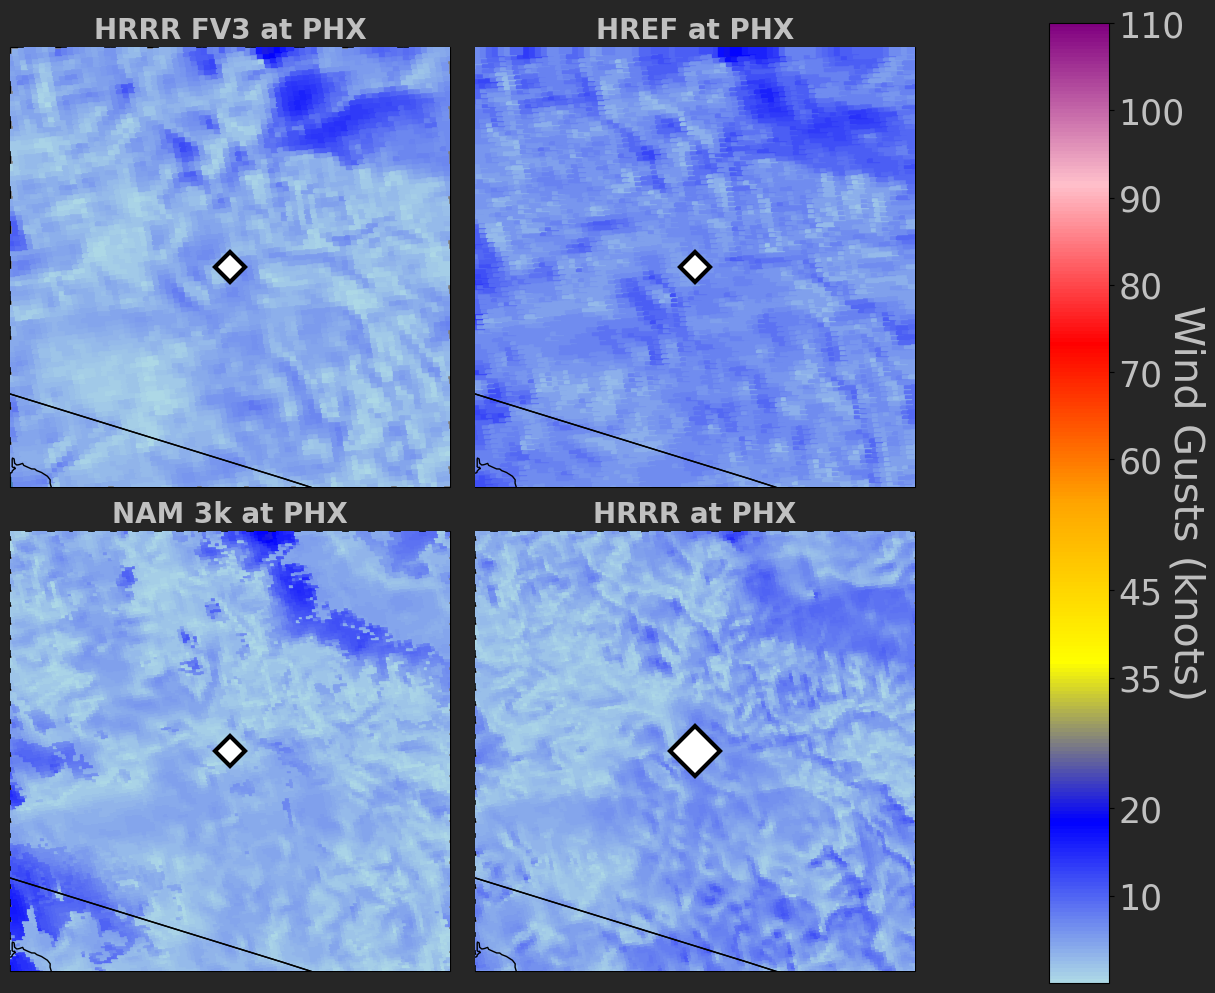 HRRR FV3 at PHX
HREF at PHX
NAM 3k at PHX
HRRR at PHX
110
100
90
80
70
60
45
35
20
10
Wind Gusts (knots)